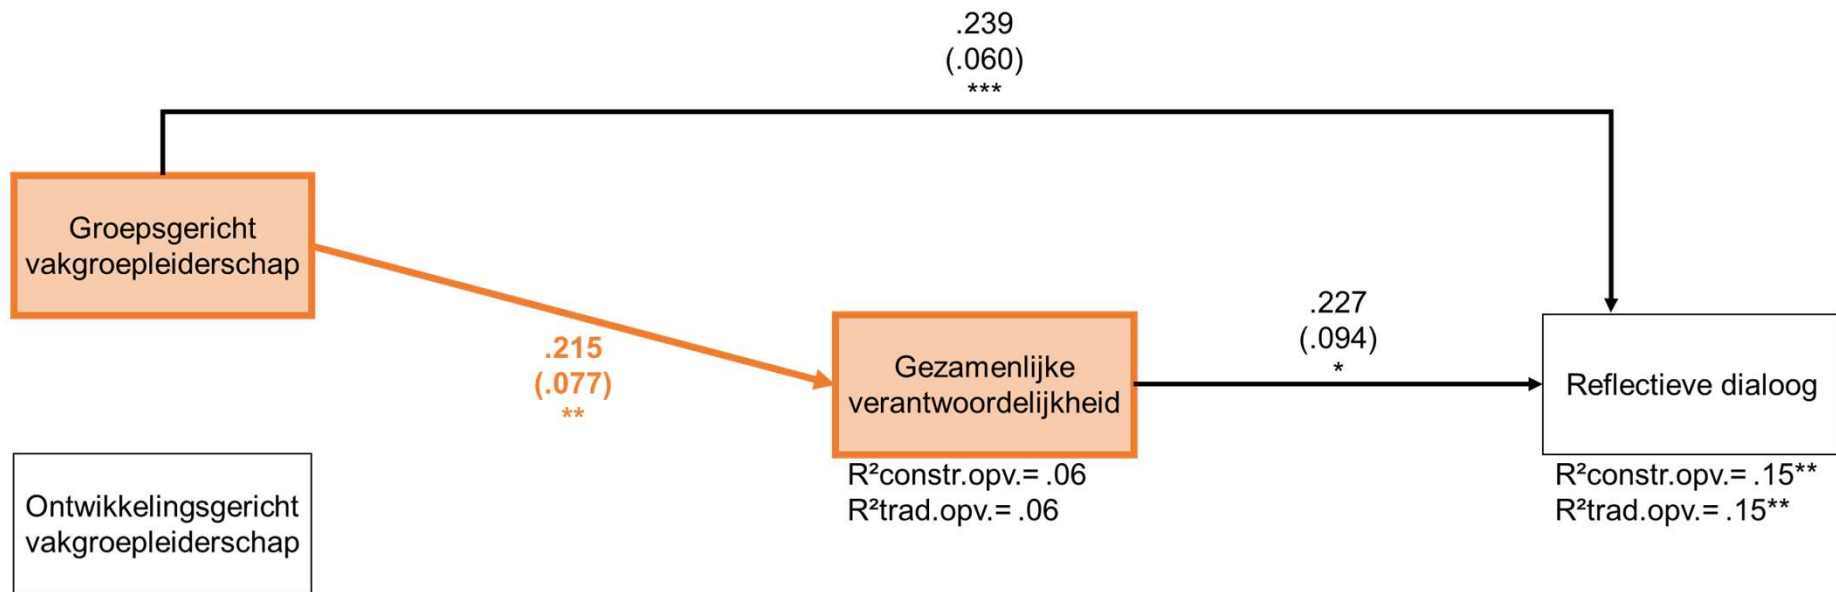 .239
(.060)
***
Groepsgericht
vakgroepleiderschap
.215
(.077)
**
Gezamenlijke
verantwoordelijkheid
R²constr.opv.= .06
R²trad.opv.= .06
.227
(.094)
*
Reflectieve dialoog
R²constr.opv.= .15**
R²trad.opv.= .15**
Ontwikkelingsgericht
vakgroepleiderschap